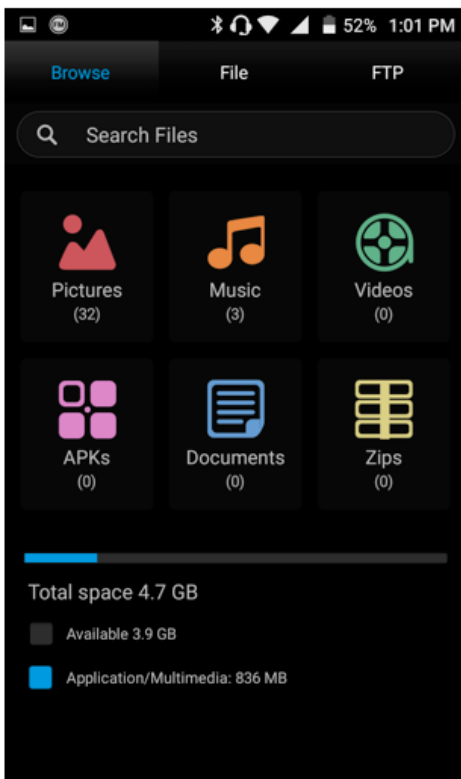 52% 1:01 PM
Browse File FTP
Search Files
Pictures Music Videos
(32) (3) (0)
APKs Documents Zips
(0) (0) (0)
Total space 4.7 GB
Available 3.9 GB
Application/Multimedia: 836 MB